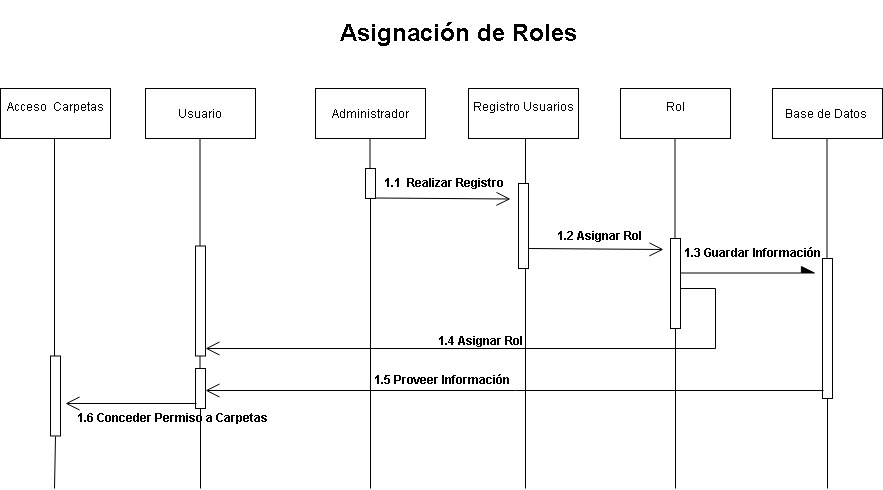 Asignación de Roles
Acceso Carpetas
Usuario
Administrador
Registro Usuarios
Rol
Base de Datos
1.1 Realizar Registro
1.2 Asignar Rol
1.3 Guardar Información
1.4 Asignar Rol
1.5 Proveer Información
1.6 Conceder Permiso a Carpetas